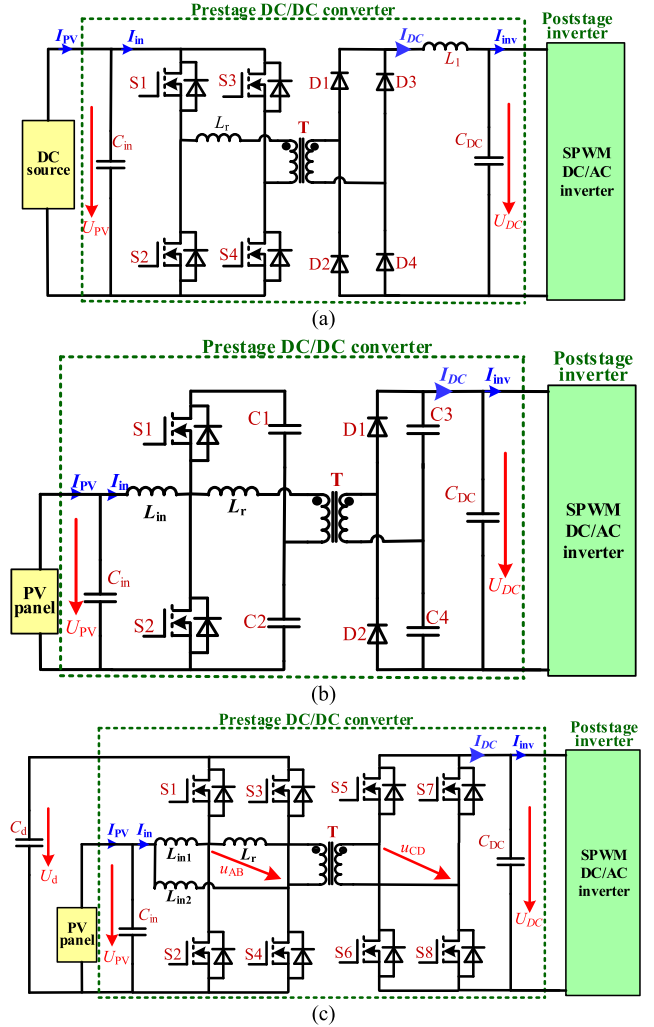 Prestage DC/DC converter
Poststage
inverter
I_PV I_in I_DC I_inv
S1 S3 D1 D3 L_1
C_in L_r T C_DC
DC
source
SPWM
DC/AC
inverter
U_PV U_DC
S2 S4 D2 D4
(a)
Prestage DC/DC converter
Poststage
inverter
I_DC I_inv
S1 C1 D1 C3
I_PV I_in T
L_in L_r C_DC
SPWM
DC/AC
inverter
PV
panel
C_in U_DC
U_PV S2 C2 D2 C4
(b)
Prestage DC/DC converter
Poststage
inverter
I_DC I_inv
S1 S3 S5 S7
C_d I_PV I_in T
L_in1 L_r C_DC
U_d u_AB u_CD
SPWM
DC/AC
inverter
L_in2
PV
panel
C_in U_DC
U_PV S2 S4 S6 S8
(c)